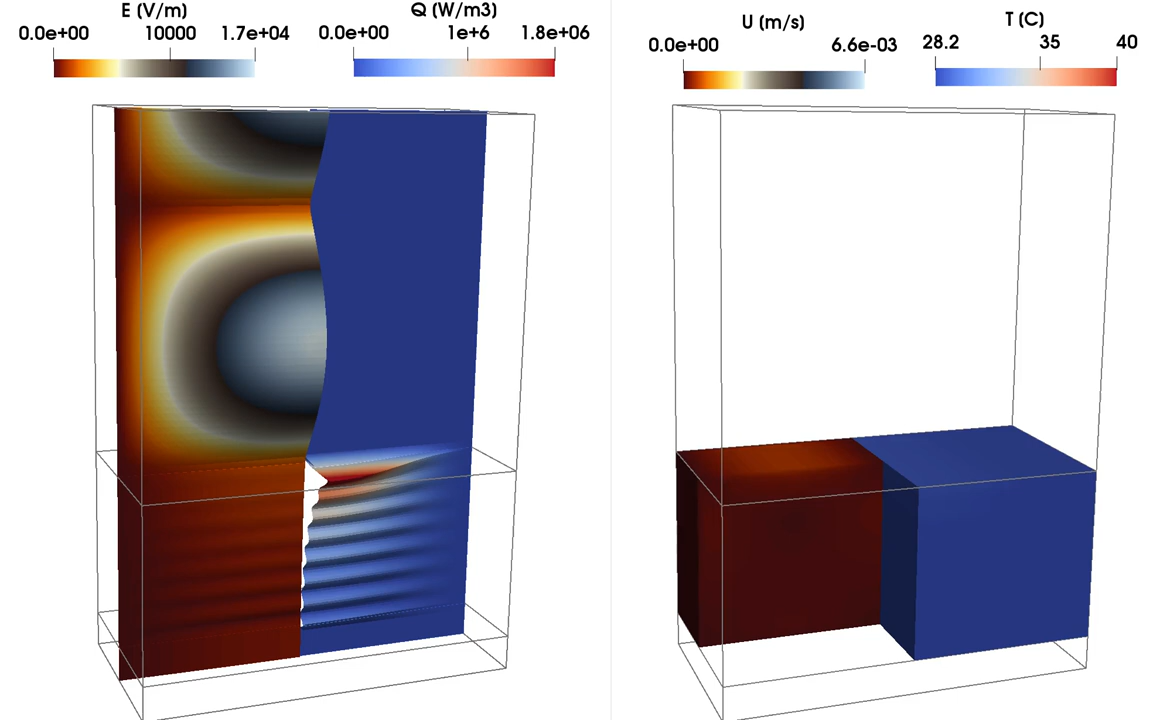 E (V/m)
0.0e+00 10000 1.7e+04
Q (W/m3)
0.0e+00 1e+6 1.8e+06
U (m/s)
0.0e+00 6.6e-03
T (C)
28.2 35 40